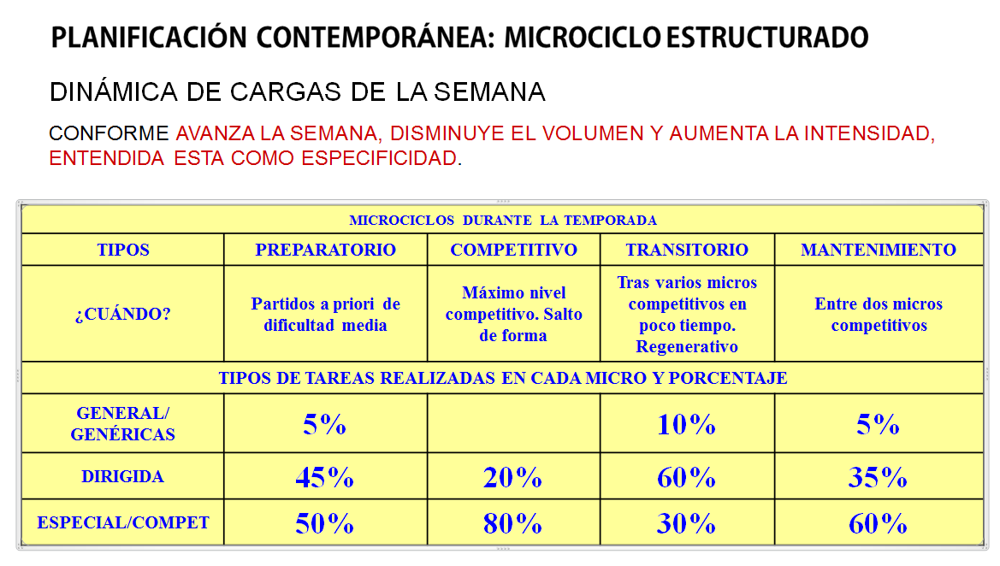 PLANIFICACIÓN CONTEMPORÁNEA: MICROCICLO ESTRUCTURADO
DINÁMICA DE CARGAS DE LA SEMANA
CONFORME AVANZA LA SEMANA, DISMINUYE EL VOLUMEN Y AUMENTA LA INTENSIDAD,
ENTENDIDA ESTA COMO ESPECIFICIDAD.
MICROCICLOS DURANTE LA TEMPORADA
TIPOS PREPARATORIO COMPETITIVO TRANSITORIO MANTENIMIENTO
¿CUÁNDO?
Partidos a priori de
dificultad media
Máximo nivel
competitivo. Salto
de forma
Tras varios micros
competitivos en
poco tiempo.
Regenerativo
Entre dos micros
competitivos
TIPOS DE TAREAS REALIZADAS EN CADA MICRO Y PORCENTAJE
GENERAL/
GENÉRICAS
5% 10% 5%
DIRIGIDA 45% 20% 60% 35%
ESPECIAL/COMPET 50% 80% 30% 60%